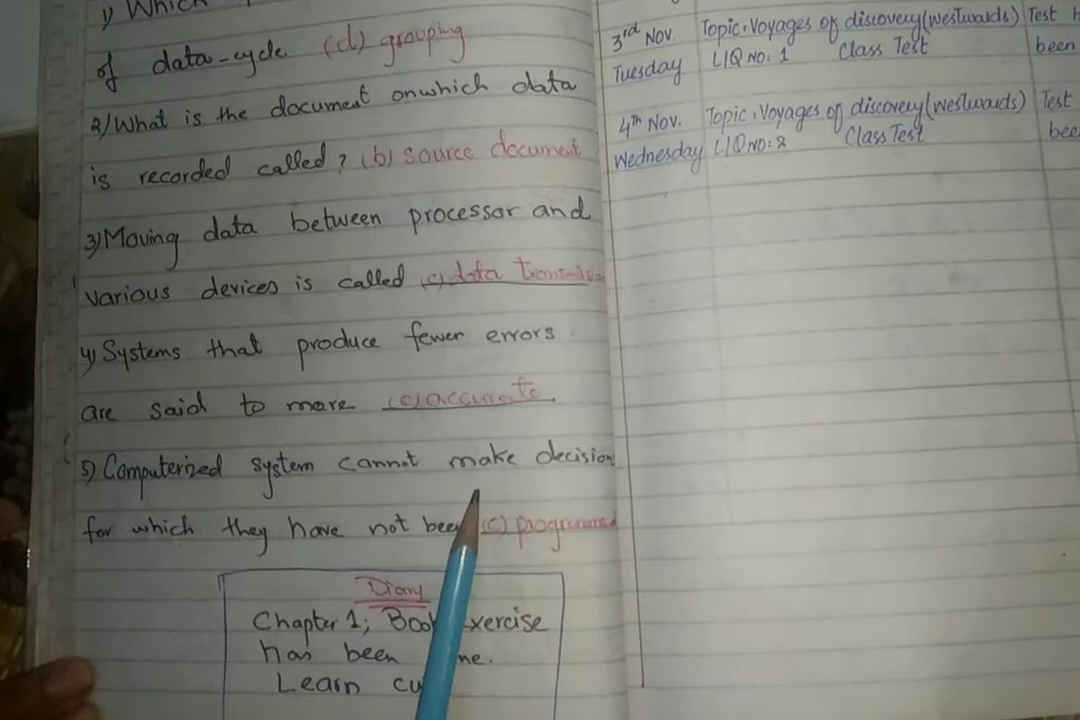 1) Which
of data-cycle. (d) grouping
2) What is the document on which data
is recorded called? (b) source document
3) Moving data between processor and
various devices is called (c) data transmission
4) Systems that produce fewer errors
are said to more (c) accurate.
5) Computerized system cannot make decision
for which they have not been (c) programmed
Diary
Chapter 1; Book exercise
has been
Learn
3rd Nov. Topic: Voyages of discovery (westwards) Test h
Tuesday LIQ NO: 1 Class Test been
4th Nov. Topic: Voyages of discovery (westwards) Test
Wednesday LIQ NO: 2 Class Test bee